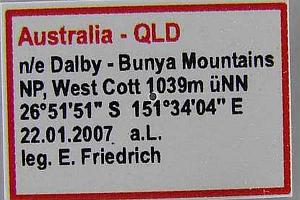 Australia - QLD
n/e Dalby - Bunya Mountains
NP, West Cott 1039m üNN
26°51'51" S 151°34'04" E
22.01.2007 a.L.
leg. E. Friedrich